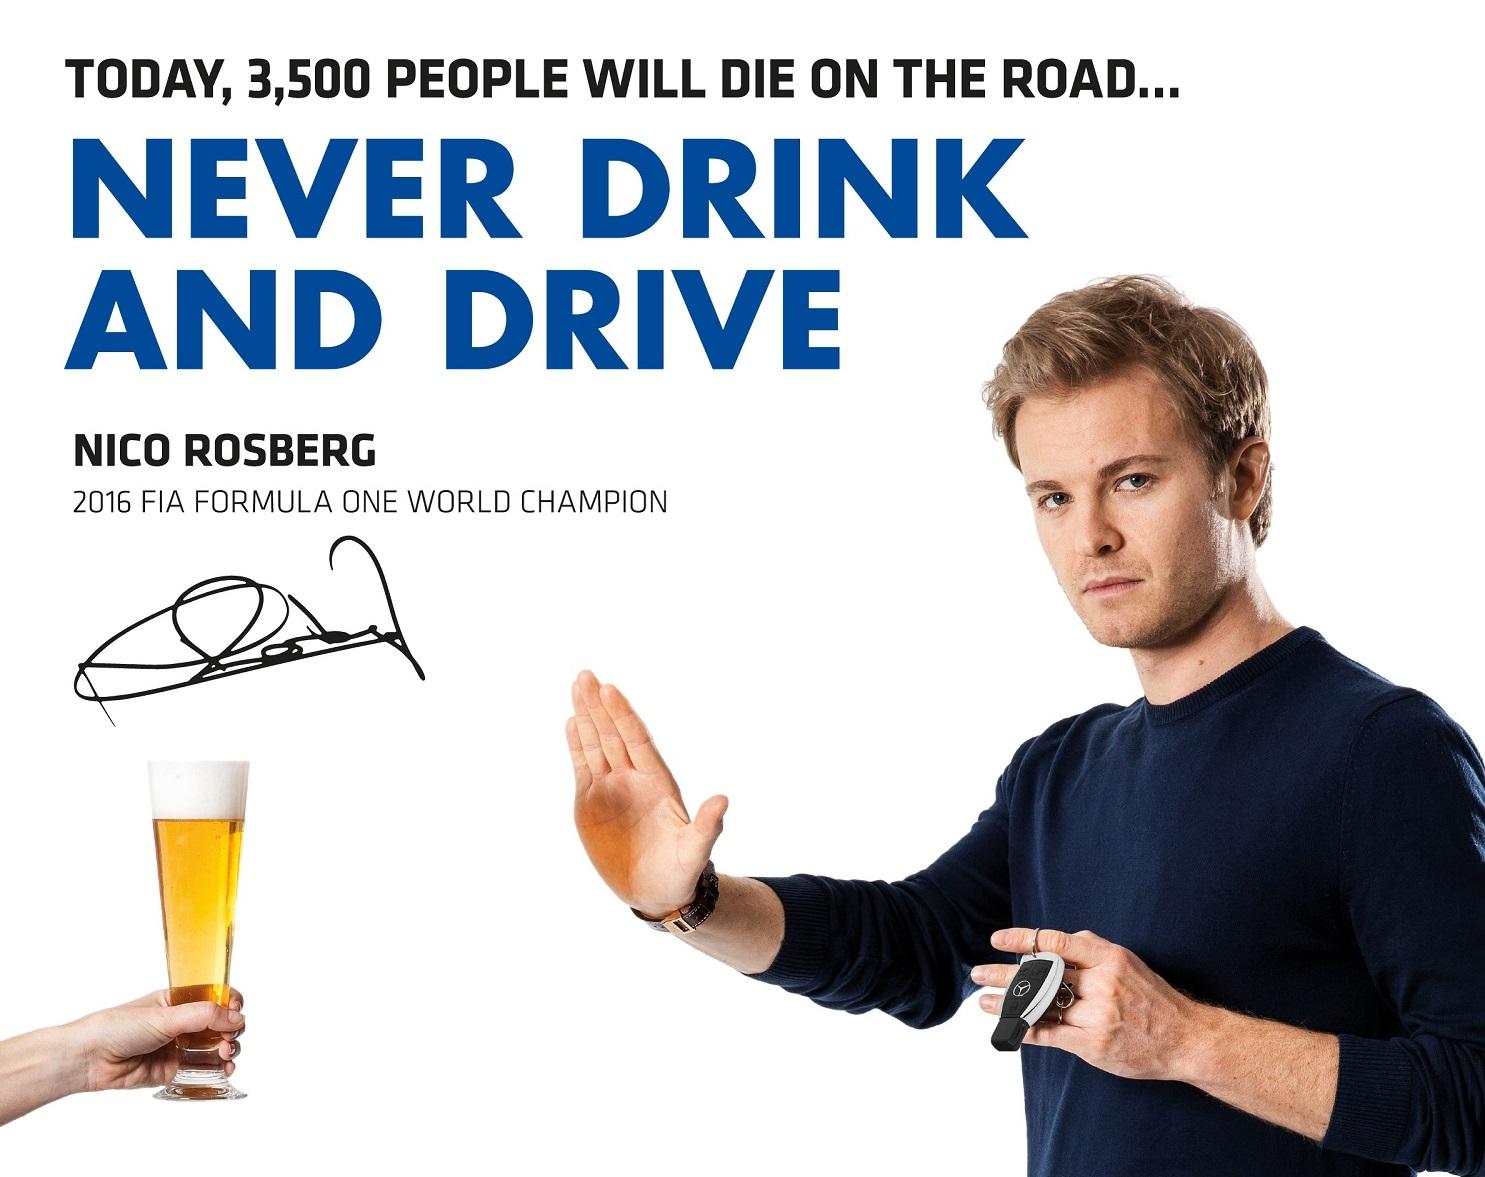 TODAY, 3,500 PEOPLE WILL DIE ON THE ROAD...
NEVER DRINK
AND DRIVE
NICO ROSBERG
2016 FIA FORMULA ONE WORLD CHAMPION